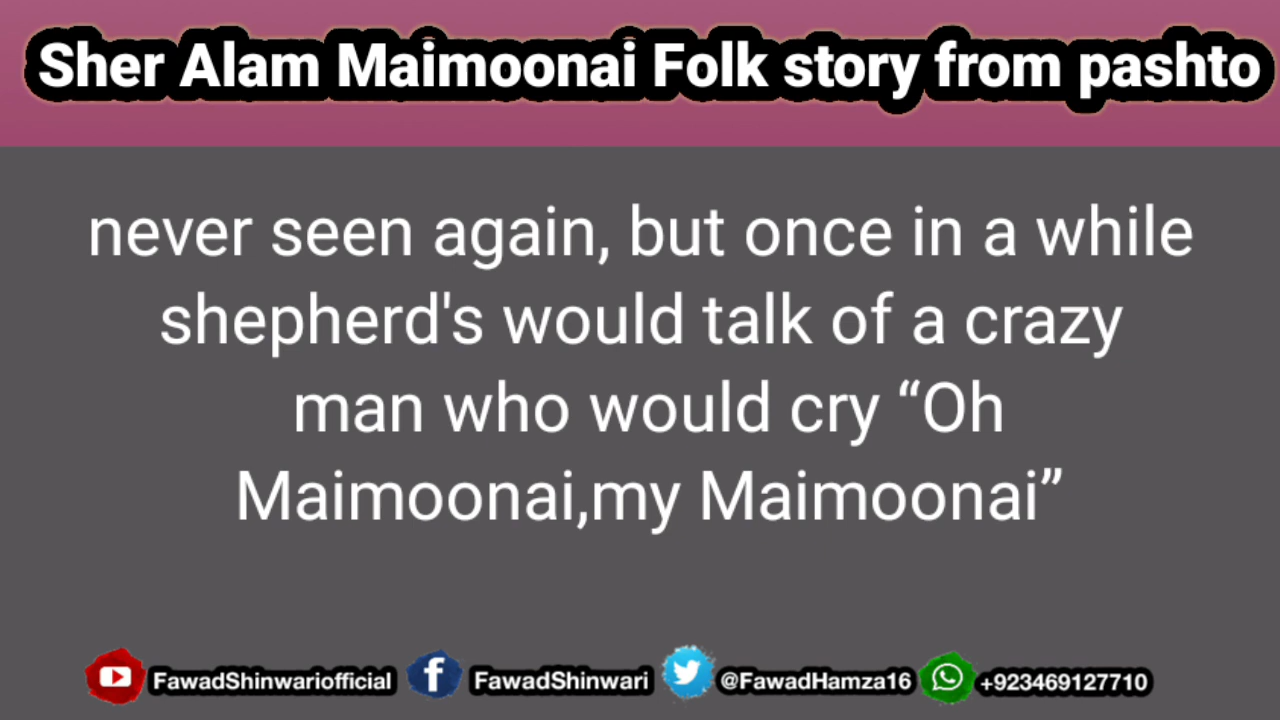 Sher Alam Maimoonai Folk story from pashto
never seen again, but once in a while
shepherd's would talk of a crazy
man who would cry “Oh
Maimoonai,my Maimoonai”
FawadShinwariofficial FawadShinwari @FawadHamza16 +923469127710